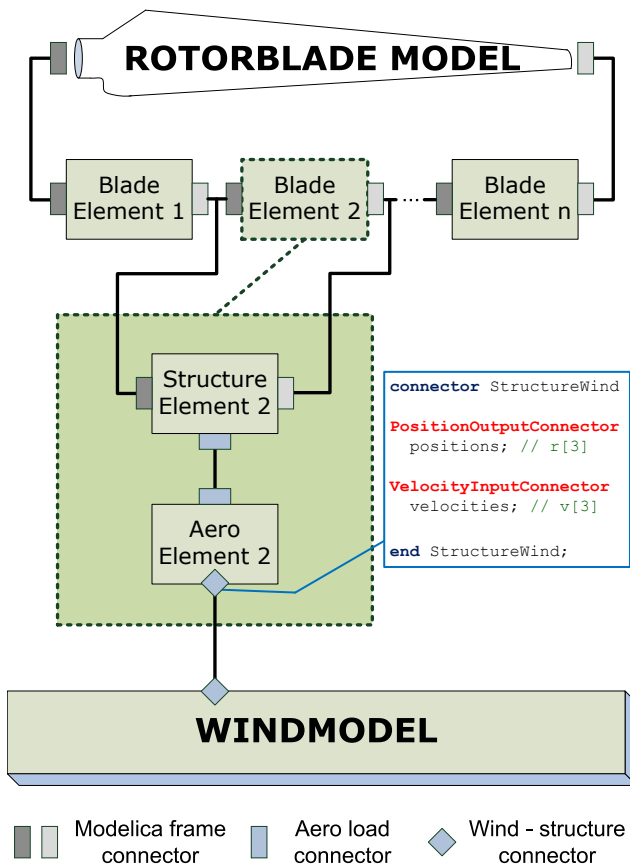 ROTORBLADE MODEL
Blade
Element 1
Blade
Element 2
...
Blade
Element n
Structure
Element 2
Aero
Element 2
connector StructureWind
PositionOutputConnector
positions; // r[3]
VelocityInputConnector
velocities; // v[3]
end StructureWind;
WINDMODEL
Modelica frame
connector
Aero load
connector
Wind - structure
connector